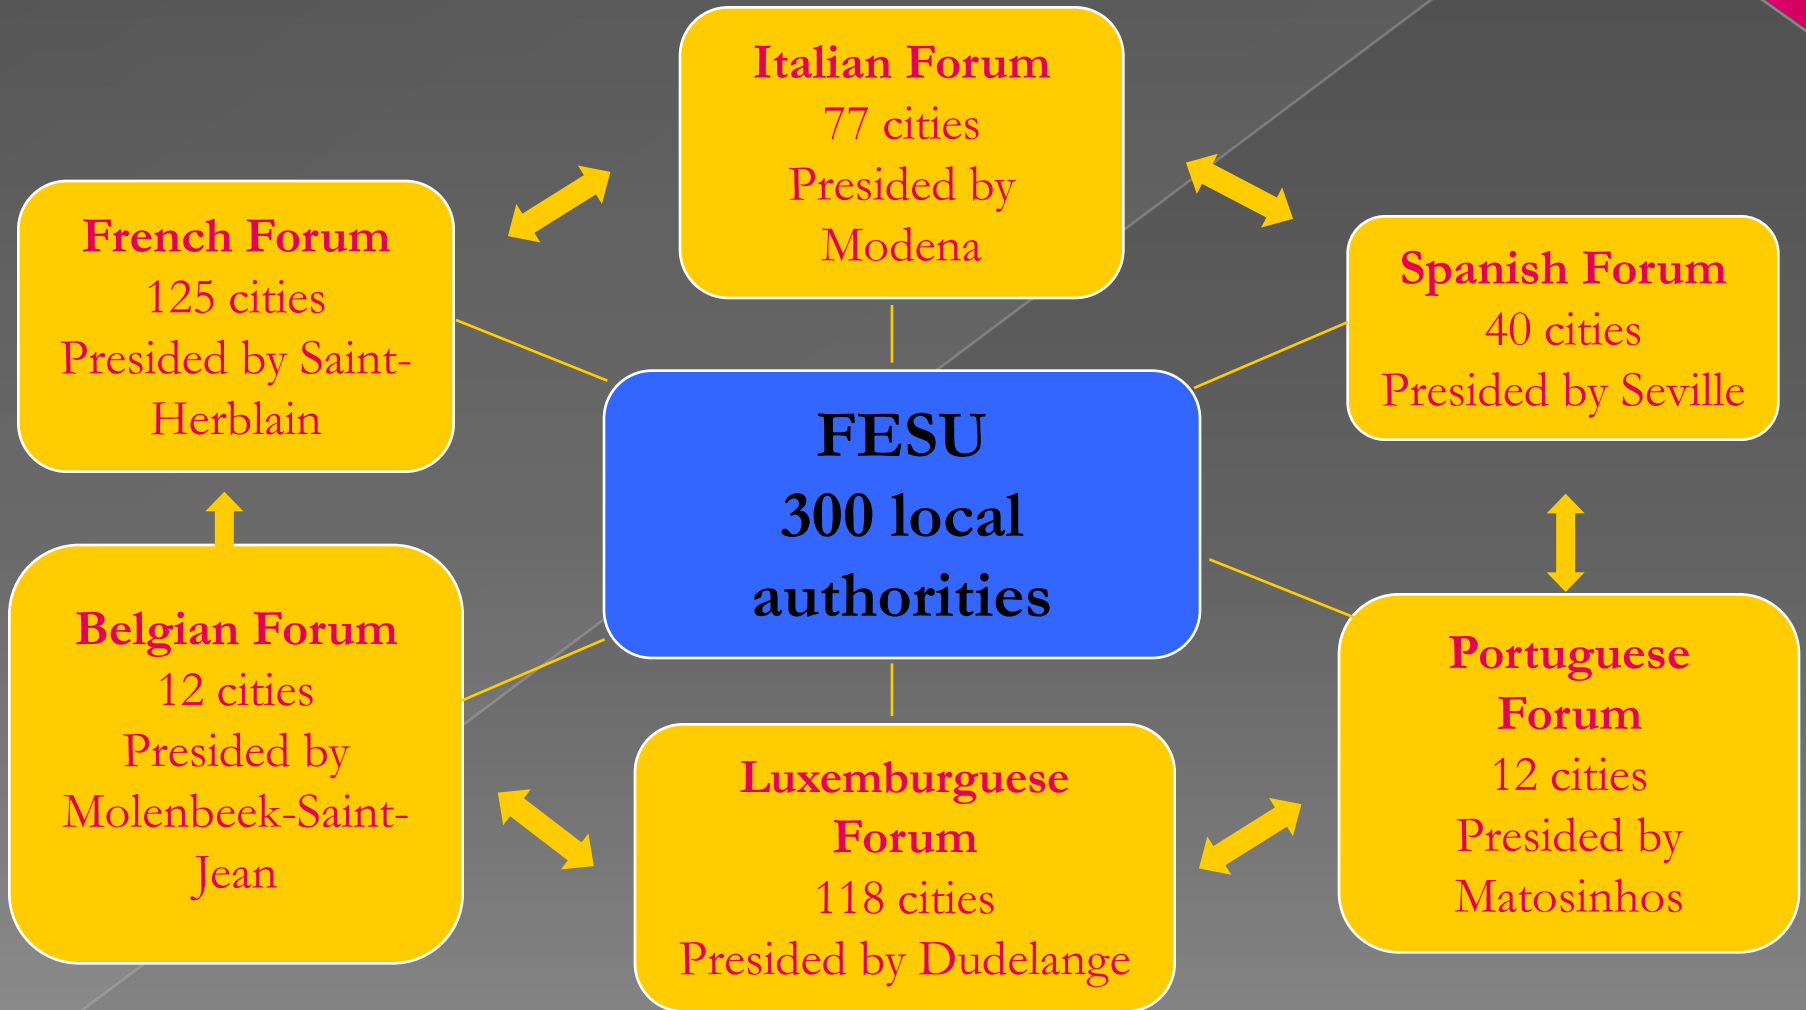 Italian Forum
77 cities
Presided by
Modena
French Forum
125 cities
Presided by Saint-
Herblain
Spanish Forum
40 cities
Presided by Seville
FESU
300 local
authorities
Belgian Forum
12 cities
Presided by
Molenbeek-Saint-
Jean
Luxemburguese
Forum
118 cities
Presided by Dudelange
Portuguese
Forum
12 cities
Presided by
Matosinhos